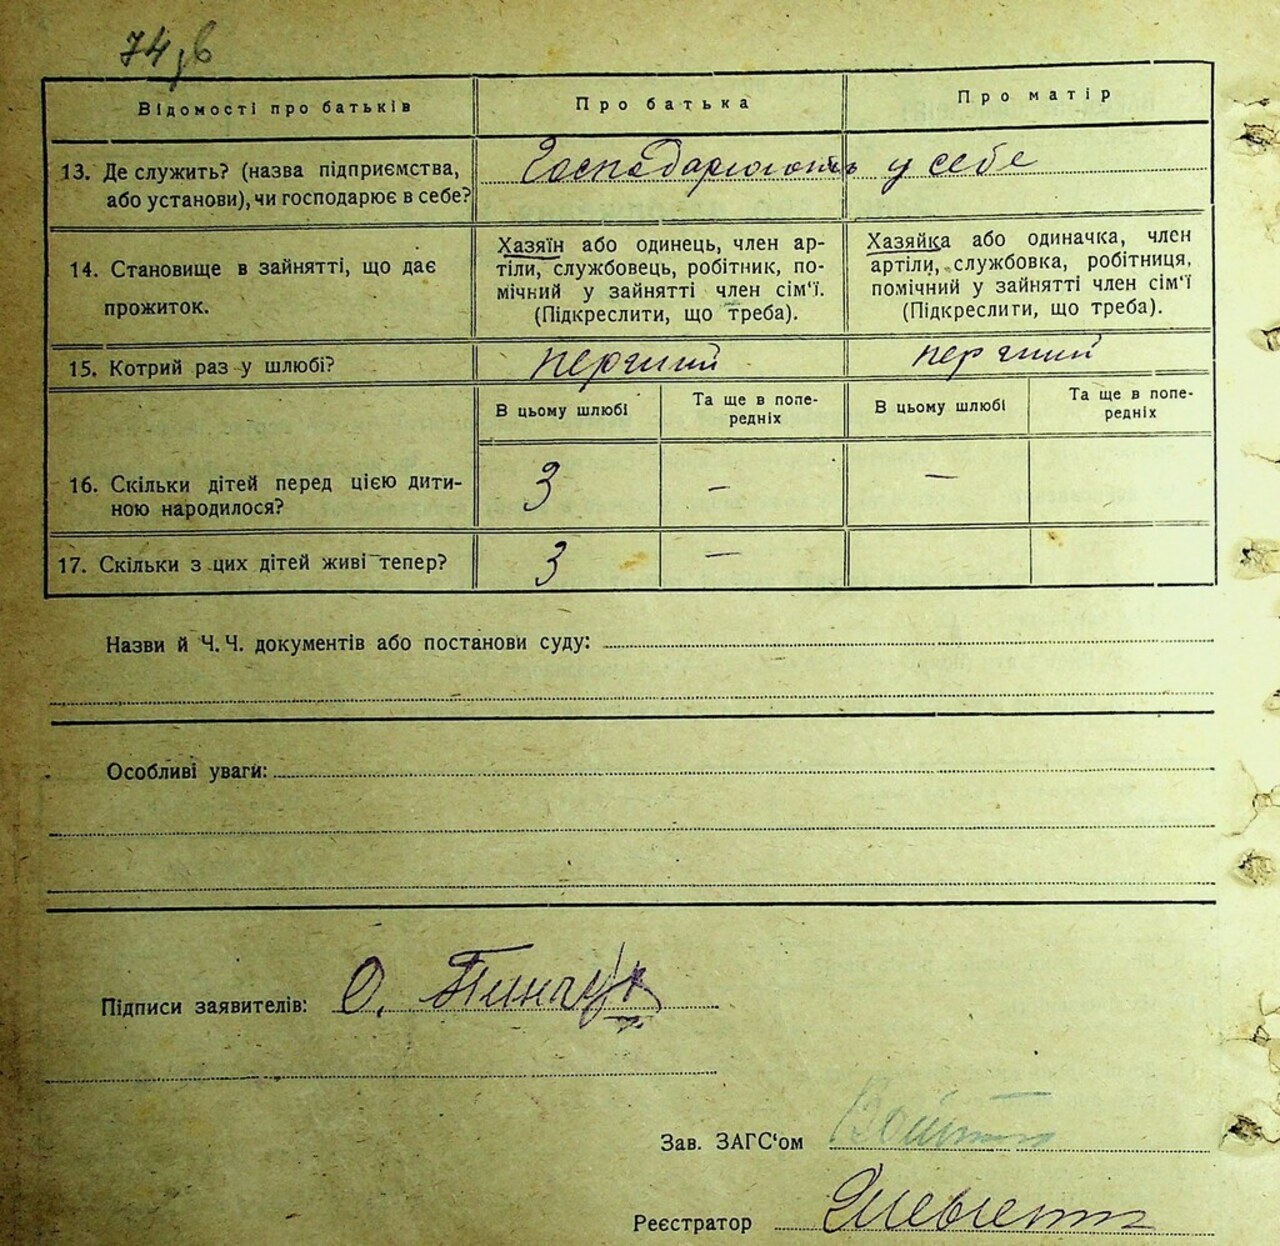 74
Відомості про батьків
Про батька
Про матір
13. Де служить? (назва підприємства,
або установи), чи господарює в себе?
Господарюють у себе
14. Становище в зайнятті, що дає
прожиток.
Хазяїн або одинець, член ар-
тіли, службовець, робітник, по-
мічний у зайнятті член сім'ї.
(Підкреслити, що треба).
Хазяйка або одиначка, член
артіли, службовка, робітниця,
помічний у зайнятті член сім'ї
(Підкреслити, що треба).
15. Котрий раз у шлюбі?
перший
перший
В цьому шлюбі
Та ще в попе-
редніх
В цьому шлюбі
Та ще в попе-
редніх
16. Скільки дітей перед цією дити-
ною народилося?
3 — —
17. Скільки з цих дітей живі тепер?
3 —
Назви й Ч. Ч. документів або постанови суду:
Особливі уваги:
Підписи заявителів: О. Пинчук
Зав. ЗАГС'ом
Реєстратор